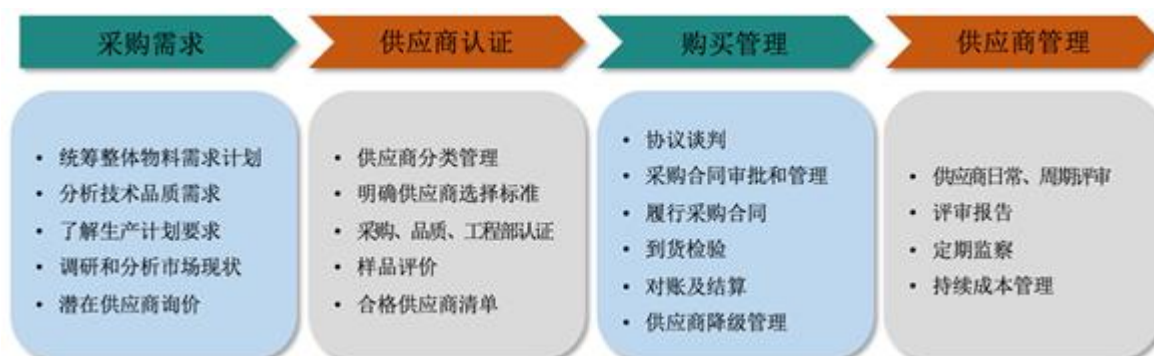 采购需求
供应商认证
购买管理
供应商管理
• 统筹整体物料需求计划
• 分析技术品质需求
• 了解生产计划要求
• 调研和分析市场现状
• 潜在供应商询价
• 供应商分类管理
• 明确供应商选择标准
• 采购、品质、工程部认证
• 样品评价
• 合格供应商清单
• 协议谈判
• 采购合同审批和管理
• 履行采购合同
• 到货检验
• 对账及结算
• 供应商降级管理
• 供应商日常、周期评审
• 评审报告
• 定期监察
• 持续成本管理